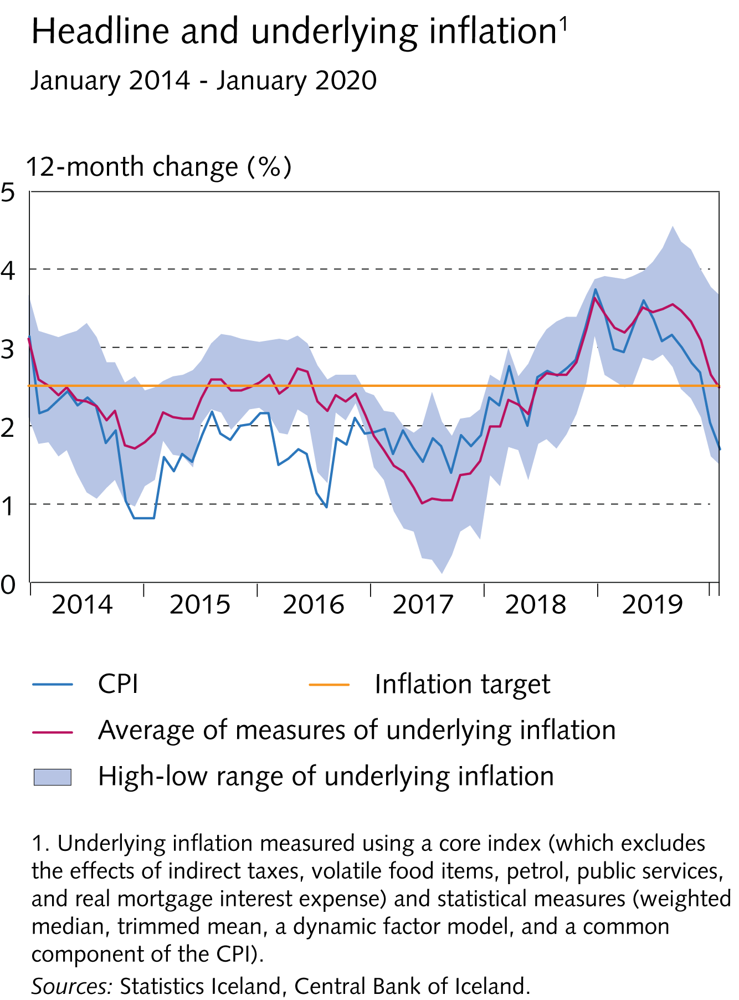 Headline and underlying inflation¹
January 2014 - January 2020
12-month change (%)
5
4
3
2
1
0
2014 2015 2016 2017 2018 2019
CPI Inflation target
Average of measures of underlying inflation
High-low range of underlying inflation
1. Underlying inflation measured using a core index (which excludes
the effects of indirect taxes, volatile food items, petrol, public services,
and real mortgage interest expense) and statistical measures (weighted
median, trimmed mean, a dynamic factor model, and a common
component of the CPI).
Sources: Statistics Iceland, Central Bank of Iceland.